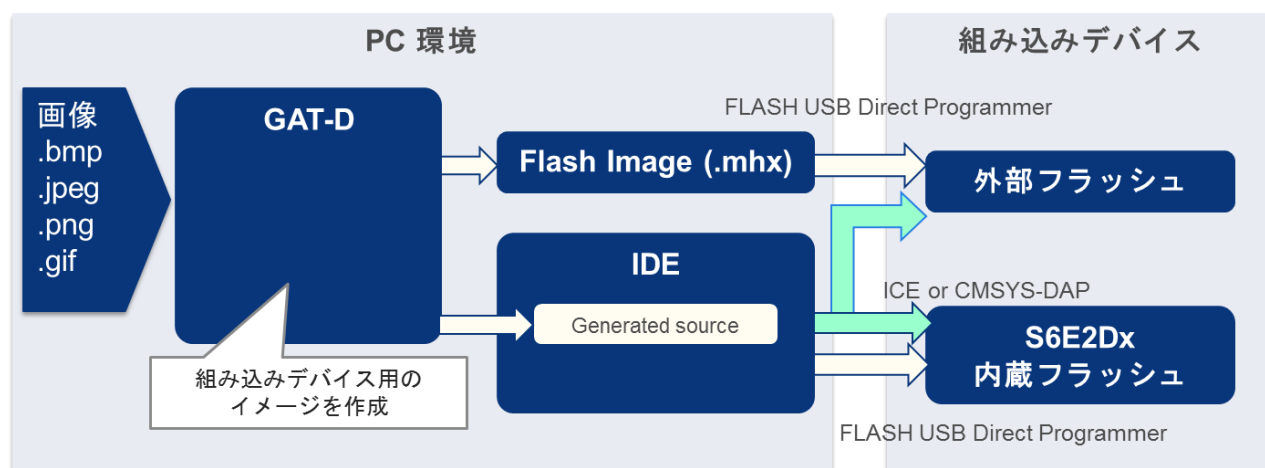 PC 環境
組み込みデバイス
画像
.bmp
.jpeg
.png
.gif
GAT-D
組み込みデバイス用の
イメージを作成
FLASH USB Direct Programmer
Flash Image (.mhx)
外部フラッシュ
IDE
Generated source
ICE or CMSYS-DAP
S6E2Dx
内蔵フラッシュ
FLASH USB Direct Programmer